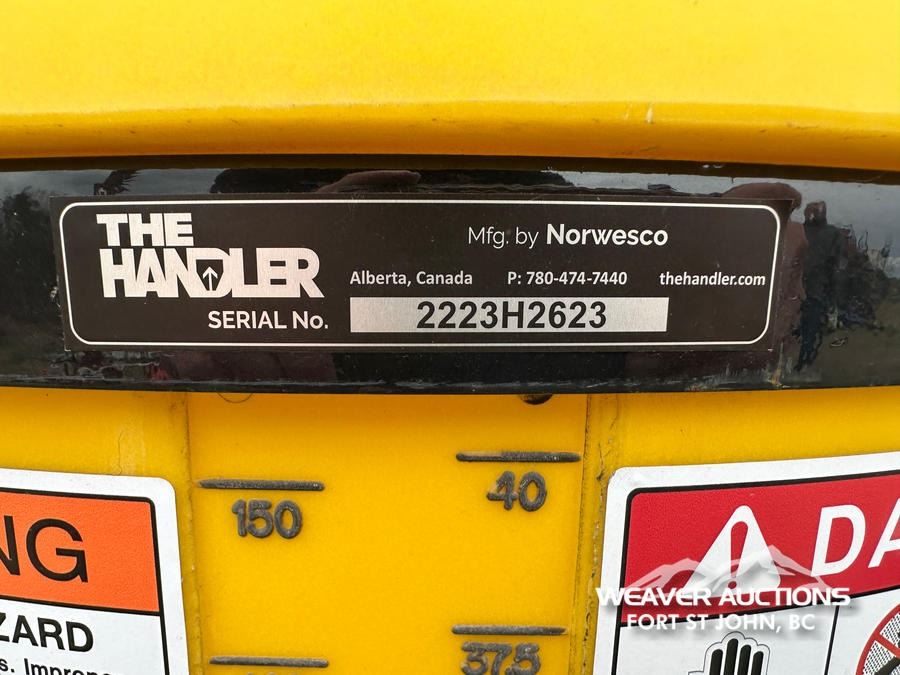 THE
HANDLER
Mfg. by Norwesco
Alberta, Canada P: 780-474-7440 thehandler.com
SERIAL No. 2223H2623
40
150
NG
DA
ZARD
WEAVER AUCTIONS
FORT ST JOHN, BC
37.5